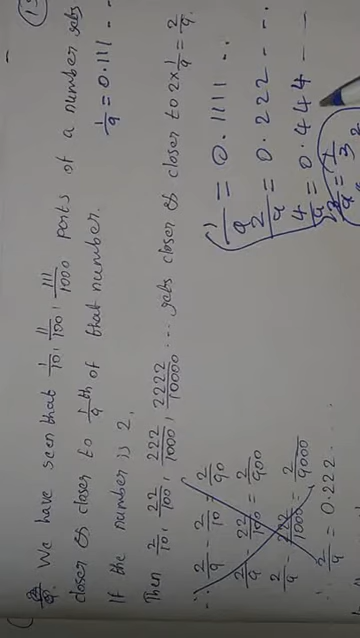 (13
We have seen that 1/10, 11/100, 111/1000 parts of a number gets
closer & closer to 1/9 th of that number.
1/9 = 0.111 ..
If the number is 2,
Then 2/10, 22/100, 222/1000, 2222/10000 ... gets closer & closer to 2x1/9 = 2/9.
∵ 2/9 - 2/10 = 2/90
2/9 - 22/100 = 2/900
2/9 - 222/1000 = 2/9000
∴ 2/9 = 0.222 ....
1/9 = 0.1111 ..
2/9 = 0.222 ....
4/9 = 0.444 --
= 1/3